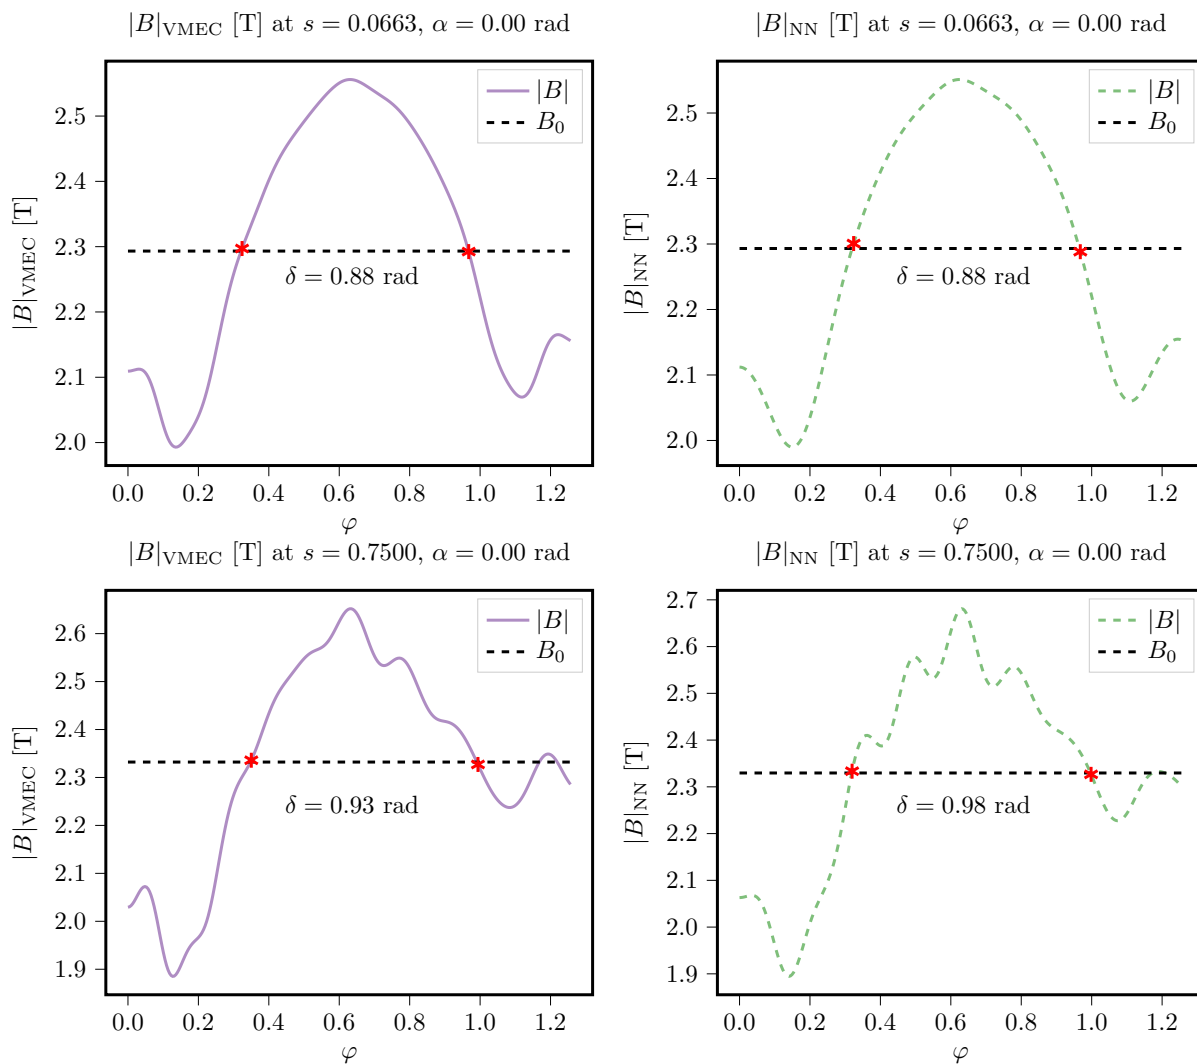 |B|VMEC [T] at s = 0.0663, α = 0.00 rad
|B|VMEC [T]
2.5
2.4
2.3
2.2
2.1
2.0
|B|
B0
δ = 0.88 rad
0.0 0.2 0.4 0.6 0.8 1.0 1.2
φ
|B|NN [T] at s = 0.0663, α = 0.00 rad
|B|NN [T]
2.5
2.4
2.3
2.2
2.1
2.0
|B|
B0
δ = 0.88 rad
0.0 0.2 0.4 0.6 0.8 1.0 1.2
φ
|B|VMEC [T] at s = 0.7500, α = 0.00 rad
|B|VMEC [T]
2.6
2.5
2.4
2.3
2.2
2.1
2.0
1.9
|B|
B0
δ = 0.93 rad
0.0 0.2 0.4 0.6 0.8 1.0 1.2
φ
|B|NN [T] at s = 0.7500, α = 0.00 rad
|B|NN [T]
2.7
2.6
2.5
2.4
2.3
2.2
2.1
2.0
1.9
|B|
B0
δ = 0.98 rad
0.0 0.2 0.4 0.6 0.8 1.0 1.2
φ